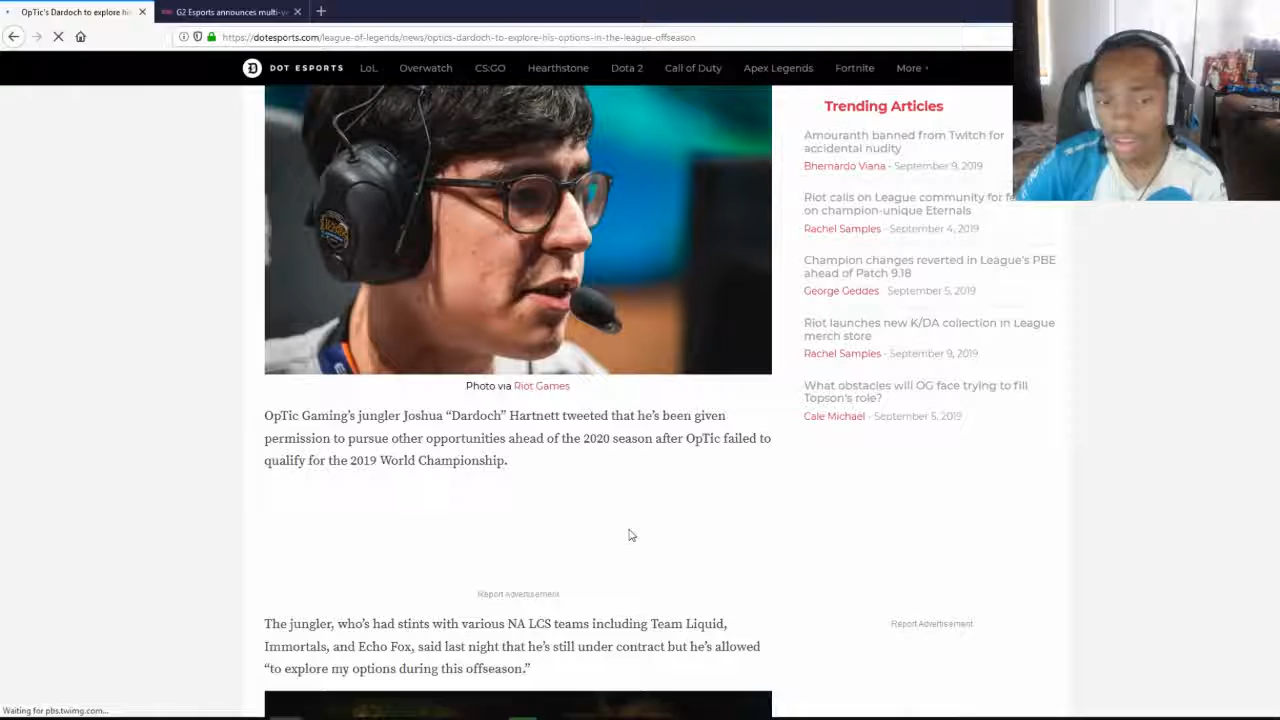 OpTic's Dardoch to explore his
G2 Esports announces multi-ye
https://dotesports.com/league-of-legends/news/optics-dardoch-to-explore-his-options-in-the-league-offseason
DOT ESPORTS
LoL
Overwatch
CS:GO
Hearthstone
Dota 2
Call of Duty
Apex Legends
Fortnite
More
Photo via Riot Games
OpTic Gaming's jungler Joshua “Dardoch” Hartnett tweeted that he's been given
permission to pursue other opportunities ahead of the 2020 season after OpTic failed to
qualify for the 2019 World Championship.
Report Advertisement
The jungler, who's had stints with various NA LCS teams including Team Liquid,
Immortals, and Echo Fox, said last night that he's still under contract but he's allowed
“to explore my options during this offseason.”
Trending Articles
Amouranth banned from Twitch for
accidental nudity
Bhernardo Viana - September 9, 2019
Riot calls on League community for
on champion-unique Eternals
Rachel Samples - September 4, 2019
Champion changes reverted in League's PBE
ahead of Patch 9.18
George Geddes - September 5, 2019
Riot launches new K/DA collection in League
merch store
Rachel Samples - September 9, 2019
What obstacles will OG face trying to fill
Topson's role?
Cale Michael - September 5, 2019
Report Advertisement
Waiting for pbs.twimg.com...